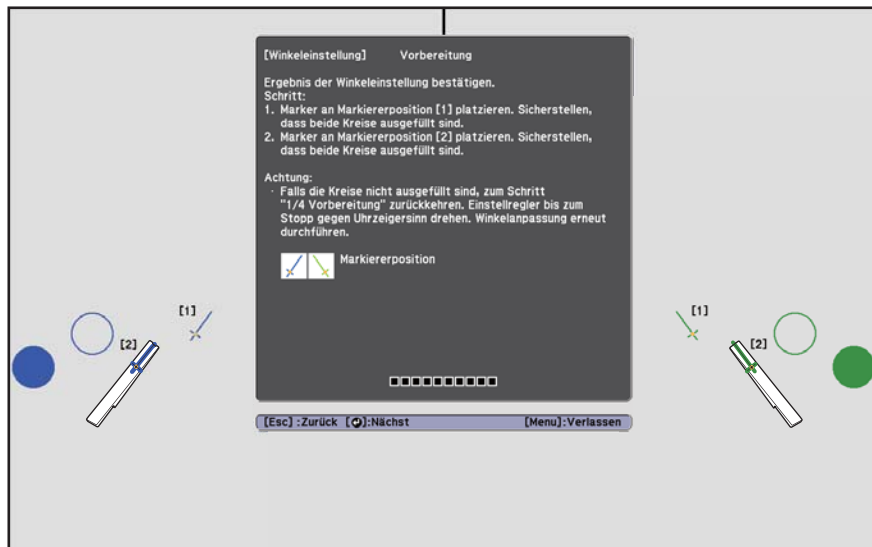 [Winkeleinstellung] Vorbereitung
Ergebnis der Winkeleinstellung bestätigen.
Schritt:
1. Marker an Markiererposition [1] platzieren. Sicherstellen,
dass beide Kreise ausgefüllt sind.
2. Marker an Markiererposition [2] platzieren. Sicherstellen,
dass beide Kreise ausgefüllt sind.
Achtung:
· Falls die Kreise nicht ausgefüllt sind, zum Schritt
"1/4 Vorbereitung" zurückkehren. Einstellregler bis zum
Stopp gegen Uhrzeigersinn drehen. Winkelanpassung erneut
durchführen.
Markiererposition
[1]
[2]
[1]
[2]
[Esc] :Zurück [↵]:Nächst [Menu]:Verlassen